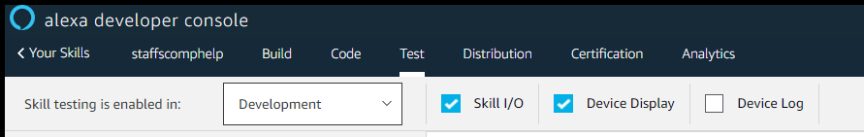 alexa developer console
< Your Skills staffscomphelp Build Code Test Distribution Certification Analytics
Skill testing is enabled in: Development Skill I/O Device Display Device Log